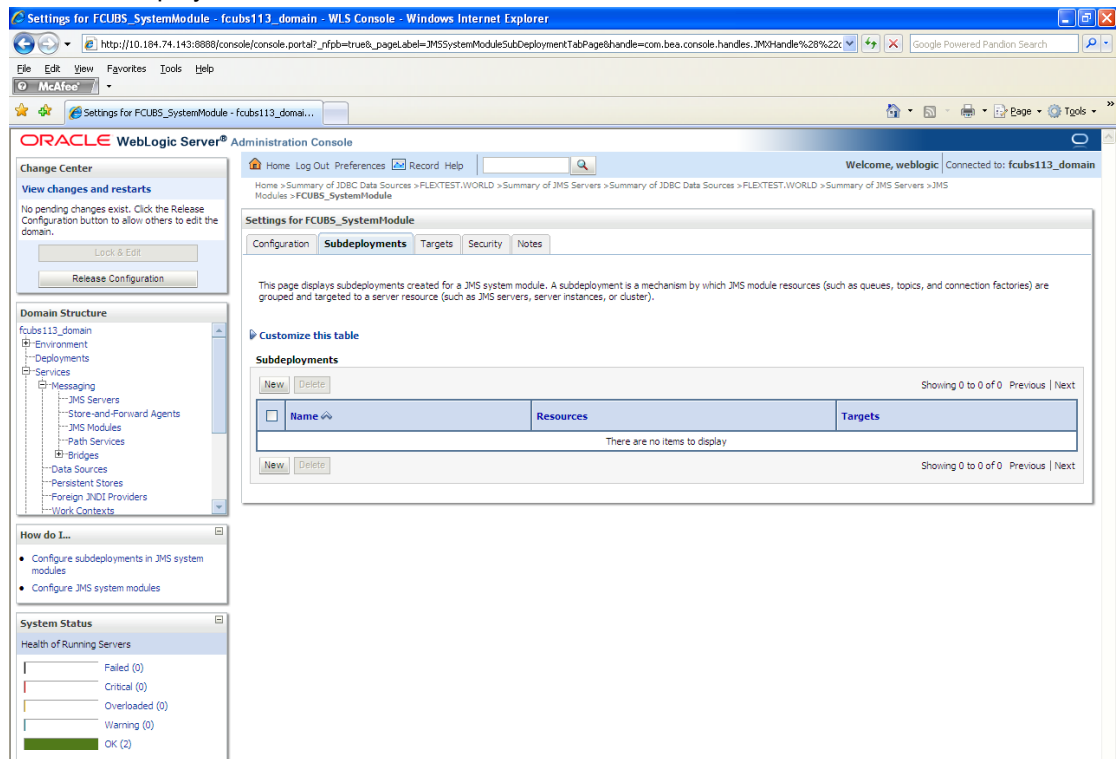 Settings for FCUBS_SystemModule - fcubs113_domain - WLS Console - Windows Internet Explorer
http://10.184.74.143:8888/console/console.portal?_nfpb=true&_pageLabel=JMSSystemModuleSubDeploymentTabPage&handle=com.bea.console.handles.JMXHandle%28%22c
Google Powered Pandion Search
File Edit View Favorites Tools Help
McAfee
Settings for FCUBS_SystemModule - fcubs113_domai...
Page Tools »
ORACLE WebLogic Server® Administration Console
Change Center
View changes and restarts
No pending changes exist. Click the Release
Configuration button to allow others to edit the
domain.
Lock & Edit
Release Configuration
Domain Structure
fcubs113_domain
Environment
Deployments
Services
Messaging
JMS Servers
Store-and-Forward Agents
JMS Modules
Path Services
Bridges
Data Sources
Persistent Stores
Foreign JNDI Providers
Work Contexts
How do I...
Configure subdeployments in JMS system
modules
Configure JMS system modules
System Status
Health of Running Servers
Failed (0)
Critical (0)
Overloaded (0)
Warning (0)
OK (2)
Home Log Out Preferences Record Help
Welcome, weblogic Connected to: fcubs113_domain
Home >Summary of JDBC Data Sources >FLEXTEST.WORLD >Summary of JMS Servers >Summary of JDBC Data Sources >FLEXTEST.WORLD >Summary of JMS Servers >JMS
Modules >FCUBS_SystemModule
Settings for FCUBS_SystemModule
Configuration Subdeployments Targets Security Notes
This page displays subdeployments created for a JMS system module. A subdeployment is a mechanism by which JMS module resources (such as queues, topics, and connection factories) are
grouped and targeted to a server resource (such as JMS servers, server instances, or cluster).
Customize this table
Subdeployments
New Delete Showing 0 to 0 of 0 Previous | Next
Name Resources Targets
There are no items to display
New Delete Showing 0 to 0 of 0 Previous | Next